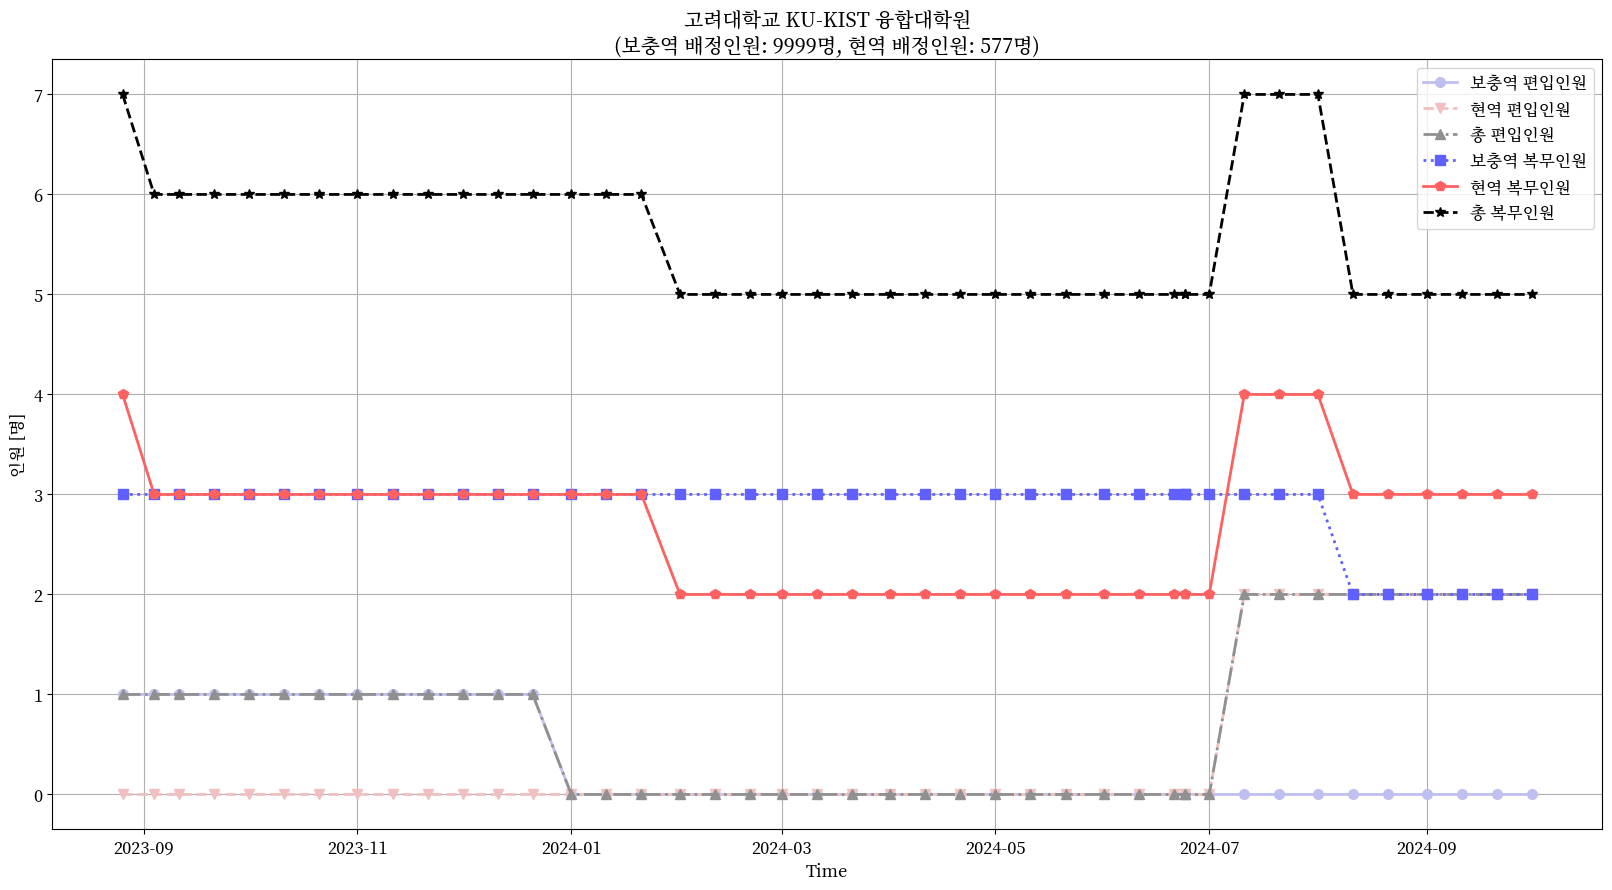 고려대학교 KU-KIST 융합대학원
(보충역 배정인원: 9999명, 현역 배정인원: 577명)
보충역 편입인원
현역 편입인원
총 편입인원
보충역 복무인원
현역 복무인원
총 복무인원
인원 [명]
7
6
5
4
3
2
1
0
2023-09
2023-11
2024-01
2024-03
2024-05
2024-07
2024-09
Time